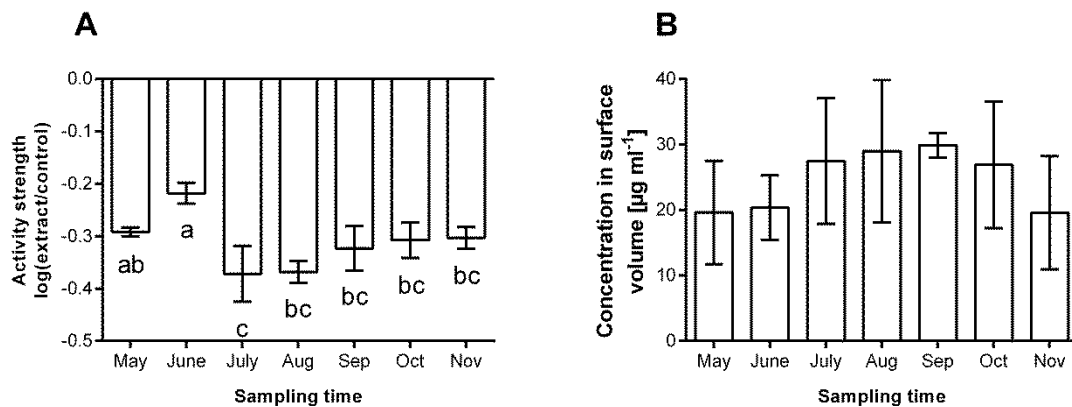 A
Activity strength
log(extract/control)
0.0
-0.1
-0.2
-0.3
-0.4
-0.5
ab
a
c
bc
bc
bc
bc
May June July Aug Sep Oct Nov
Sampling time
B
Concentration in surface
volume [µg ml⁻¹]
40
30
20
10
0
May June July Aug Sep Oct Nov
Sampling time